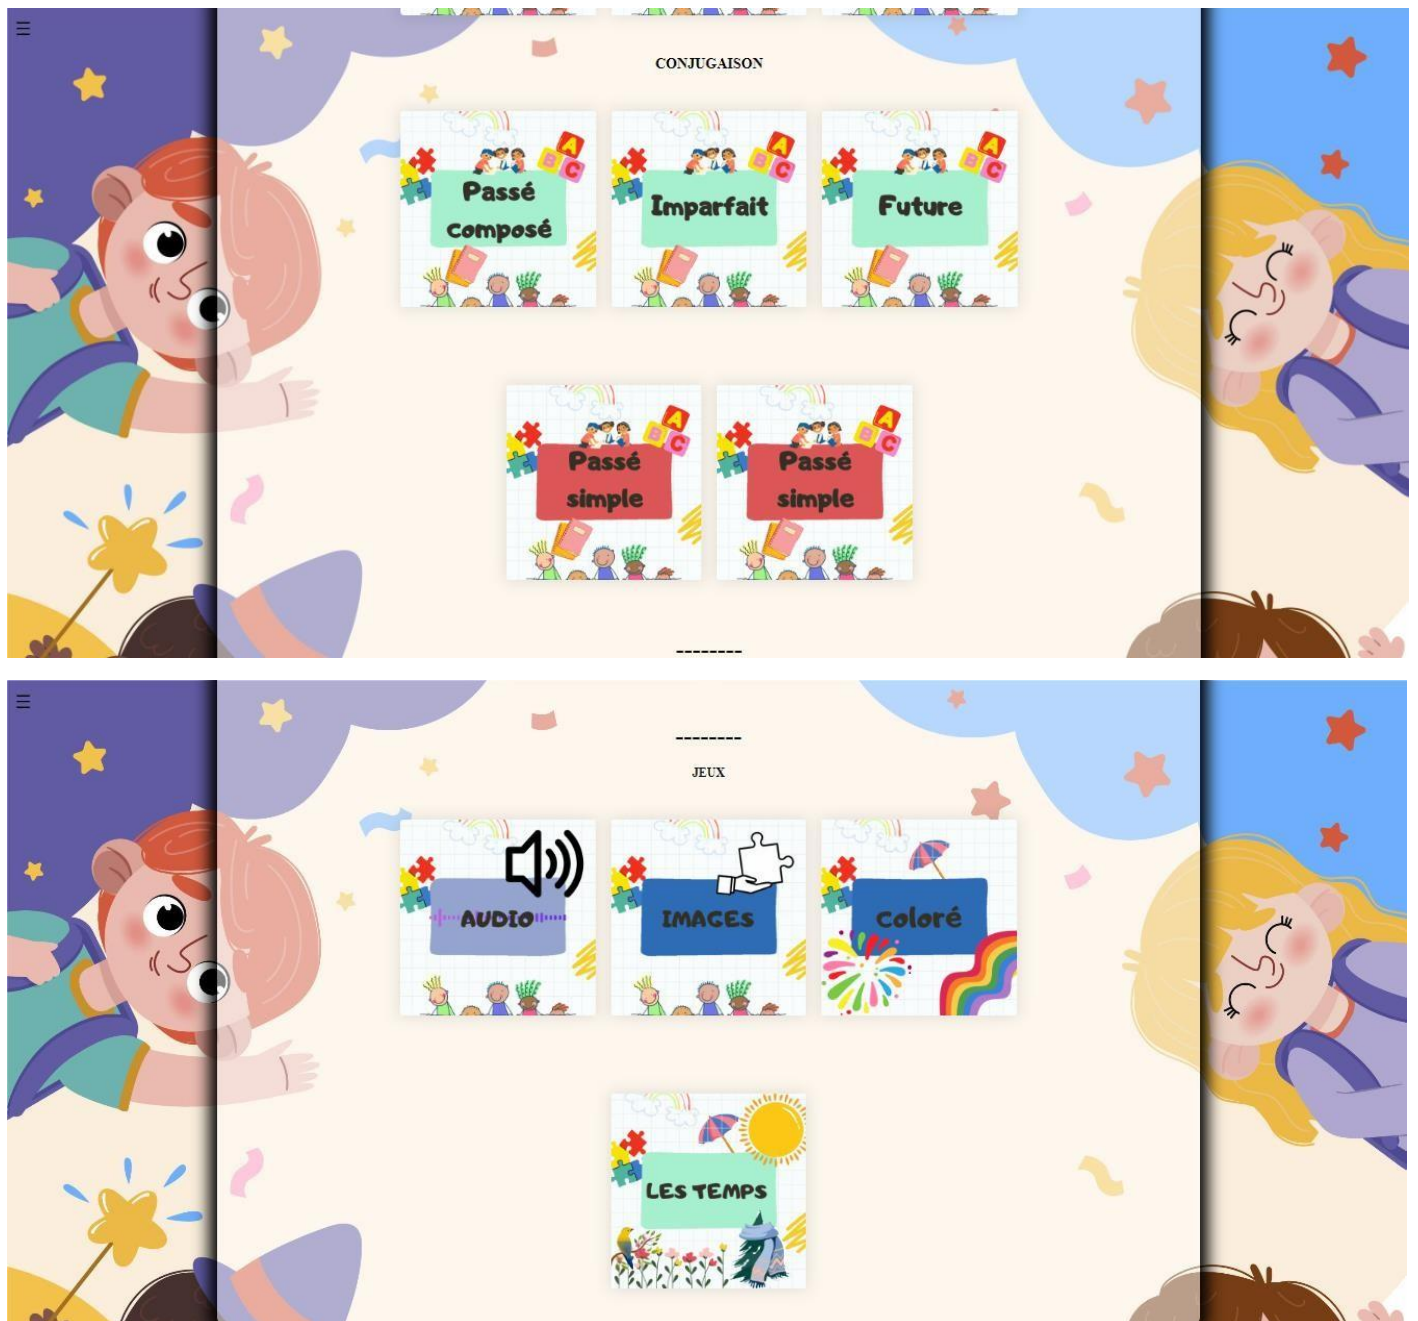 ☰
CONJUGAISON
A
B C
Passé
composé
A
B C
Imparfait
A
B C
Future
A
B C
Passé
simple
A
B C
Passé
simple
--------
☰
--------
JEUX
AUDIO
IMAGES
coloré
LES TEMPS